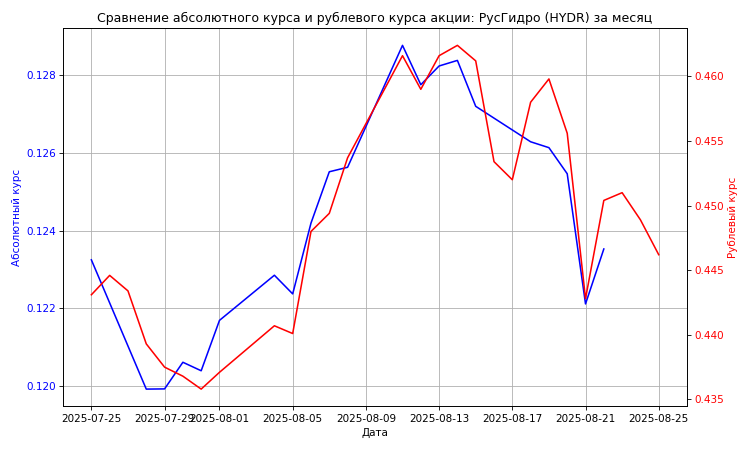 Сравнение абсолютного курса и рублевого курса акции: РусГидро (HYDR) за месяц
0.128
0.126
0.124
0.122
0.120
Абсолютный курс
0.460
0.455
0.450
0.445
0.440
0.435
Рублевый курс
2025-07-25 2025-07-29 2025-08-01 2025-08-05 2025-08-09 2025-08-13 2025-08-17 2025-08-21 2025-08-25
Дата